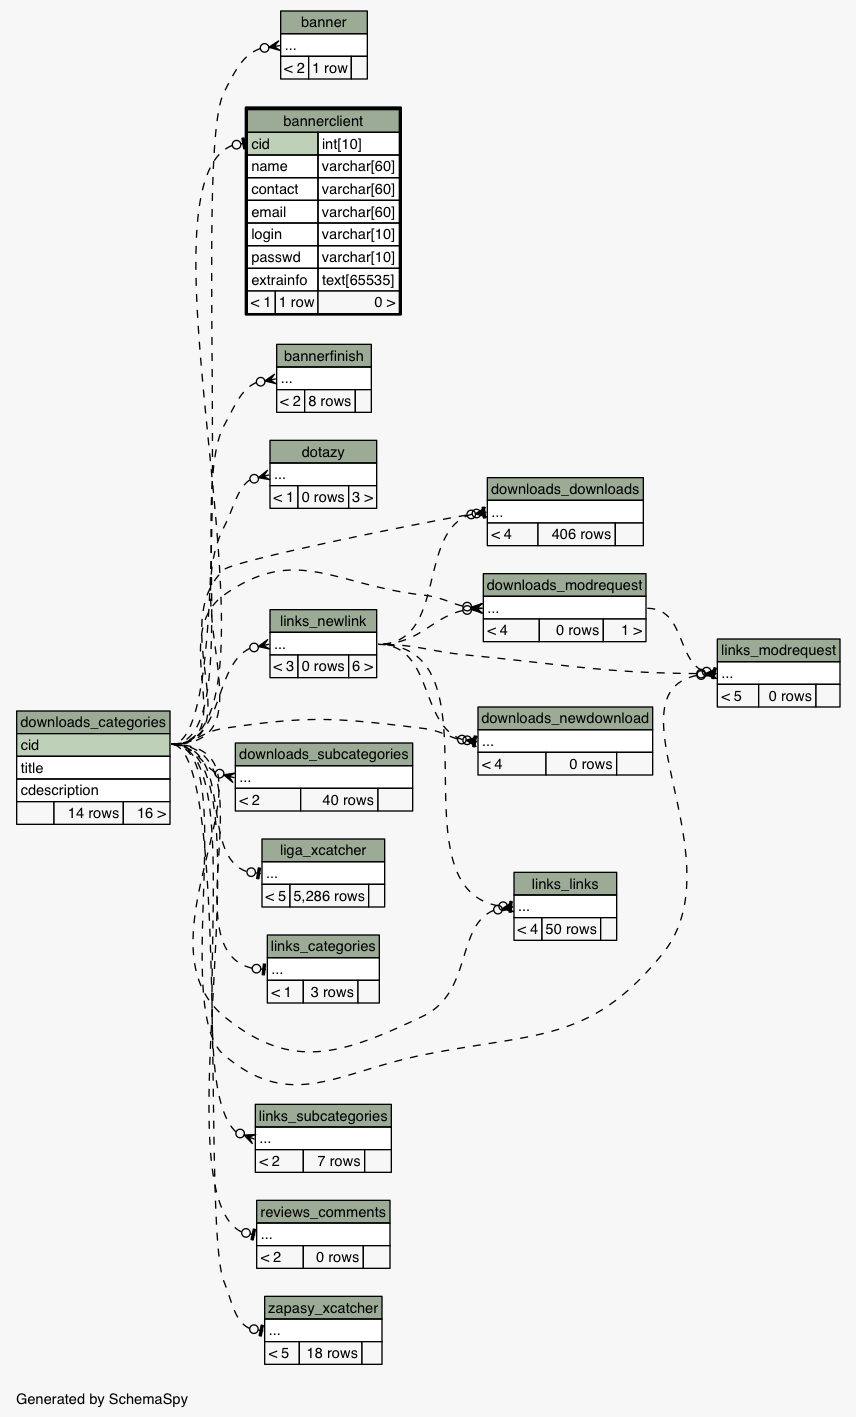 banner
...
< 2 1 row
bannerclient
cid int[10]
name varchar[60]
contact varchar[60]
email varchar[60]
login varchar[10]
passwd varchar[10]
extrainfo text[65535]
< 1 1 row 0 >
bannerfinish
...
< 2 8 rows
dotazy
...
< 1 0 rows 3 >
downloads_downloads
...
< 4 406 rows
downloads_modrequest
...
< 4 0 rows 1 >
links_newlink
...
< 3 0 rows 6 >
links_modrequest
...
< 5 0 rows
downloads_categories
cid
title
cdescription
14 rows 16 >
downloads_newdownload
...
< 4 0 rows
downloads_subcategories
...
< 2 40 rows
liga_xcatcher
...
< 5 5,286 rows
links_links
...
< 4 50 rows
links_categories
...
< 1 3 rows
links_subcategories
...
< 2 7 rows
reviews_comments
...
< 2 0 rows
zapasy_xcatcher
...
< 5 18 rows
Generated by SchemaSpy